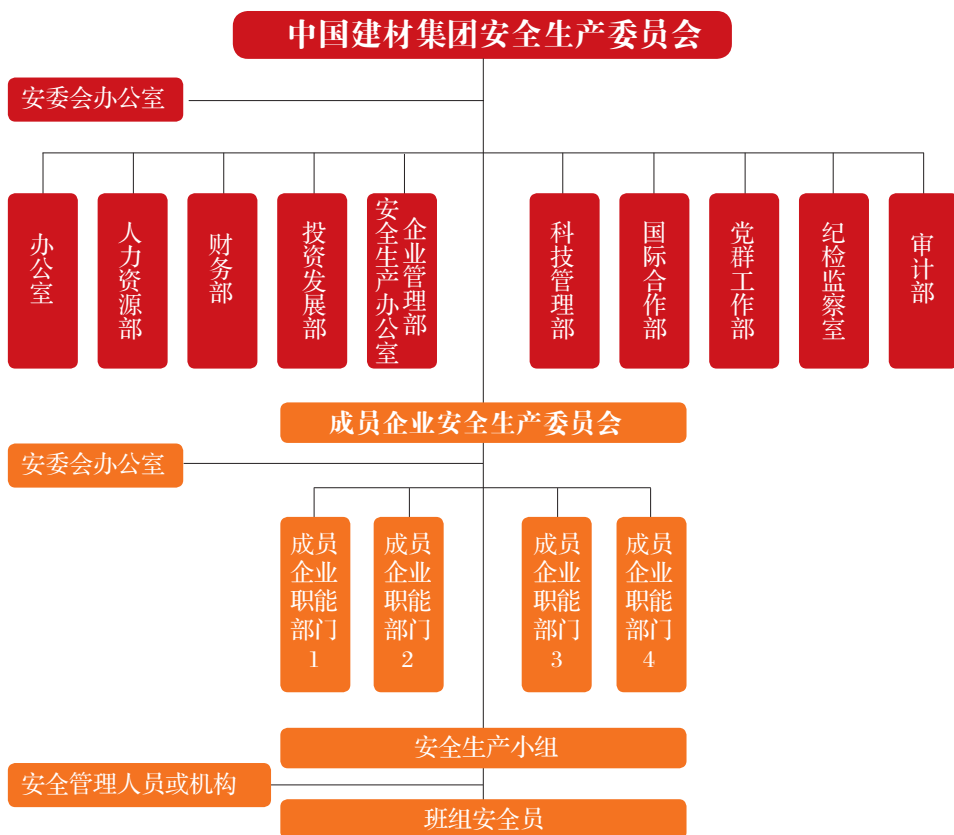 中国建材集团安全生产委员会
安委会办公室
办公室
人力资源部
财务部
投资发展部
企业管理部
安全生产办公室
科技管理部
国际合作部
党群工作部
纪检监察室
审计部
成员企业安全生产委员会
安委会办公室
成员
企业
职能
部门
1
成员
企业
职能
部门
2
成员
企业
职能
部门
3
成员
企业
职能
部门
4
安全生产小组
安全管理人员或机构
班组安全员